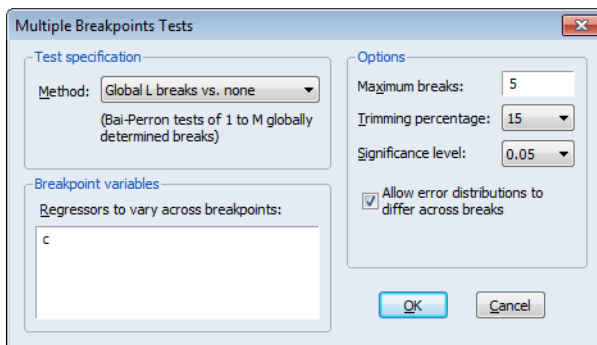 Multiple Breakpoints Tests
Test specification
Method: Global L breaks vs. none
(Bai-Perron tests of 1 to M globally
determined breaks)
Breakpoint variables
Regressors to vary across breakpoints:
c
Options
Maximum breaks: 5
Trimming percentage: 15
Significance level: 0.05
Allow error distributions to
differ across breaks
OK
Cancel